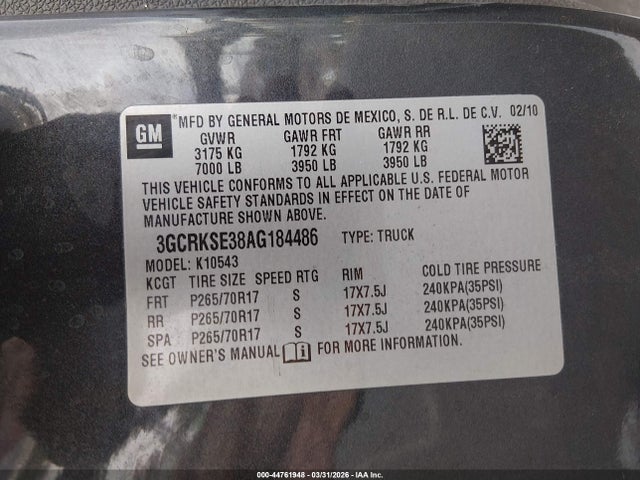 GM
*MFD BY GENERAL MOTORS DE MEXICO, S. DE R.L. DE C.V. 02/10
GVWR GAWR FRT GAWR RR
3175 KG 1792 KG 1792 KG
7000 LB 3950 LB 3950 LB
THIS VEHICLE CONFORMS TO ALL APPLICABLE U.S. FEDERAL MOTOR
VEHICLE SAFETY STANDARDS IN EFFECT ON THE DATE OF
MANUFACTURE SHOWN ABOVE.
3GCRKSE38AG184486 TYPE: TRUCK
MODEL: K10543
KCGT TIRE SIZE SPEED RTG RIM COLD TIRE PRESSURE
FRT P265/70R17 S 17X7.5J 240KPA(35PSI)
RR P265/70R17 S 17X7.5J 240KPA(35PSI)
SPA P265/70R17 S 17X7.5J 240KPA(35PSI)
SEE OWNER'S MANUAL FOR MORE INFORMATION.
000-44761948 - 03/31/2026 - IAA Inc.